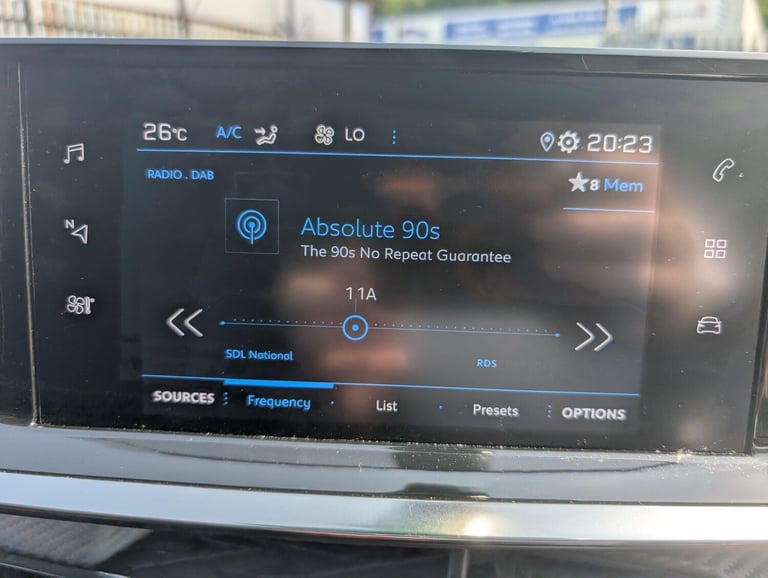 26°C A/C LO 20:23
RADIO . DAB
8 Mem
Absolute 90s
The 90s No Repeat Guarantee
11A
SDL National
RDS
SOURCES Frequency List Presets OPTIONS
N